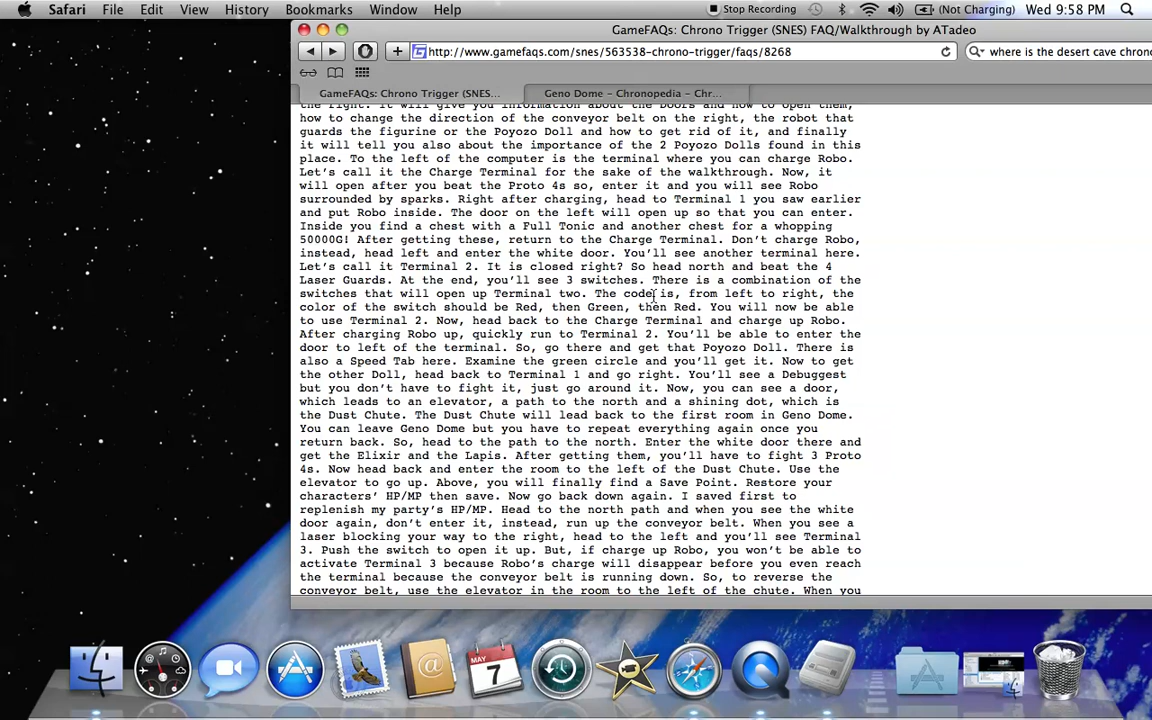 Safari File Edit View History Bookmarks Window Help Stop Recording (Not Charging) Wed 9:58 PM
GameFAQs: Chrono Trigger (SNES) FAQ/Walkthrough by ATadeo
http://www.gamefaqs.com/snes/563538-chrono-trigger/faqs/8268 where is the desert cave chron
GameFAQs: Chrono Trigger (SNES... Geno Dome – Chronopedia – Chr...
the right. It will give you information about the Doors and how to open them,
how to change the direction of the conveyor belt on the right, the robot that
guards the figurine or the Poyozo Doll and how to get rid of it, and finally
it will tell you also about the importance of the 2 Poyozo Dolls found in this
place. To the left of the computer is the terminal where you can charge Robo.
Let's call it the Charge Terminal for the sake of the walkthrough. Now, it
will open after you beat the Proto 4s so, enter it and you will see Robo
surrounded by sparks. Right after charging, head to Terminal 1 you saw earlier
and put Robo inside. The door on the left will open up so that you can enter.
Inside you find a chest with a Full Tonic and another chest for a whopping
50000G! After getting these, return to the Charge Terminal. Don't charge Robo,
instead, head left and enter the white door. You'll see another terminal here.
Let's call it Terminal 2. It is closed right? So head north and beat the 4
Laser Guards. At the end, you'll see 3 switches. There is a combination of the
switches that will open up Terminal two. The code is, from left to right, the
color of the switch should be Red, then Green, then Red. You will now be able
to use Terminal 2. Now, head back to the Charge Terminal and charge up Robo.
After charging Robo up, quickly run to Terminal 2. You'll be able to enter the
door to left of the terminal. So, go there and get that Poyozo Doll. There is
also a Speed Tab here. Examine the green circle and you'll get it. Now to get
the other Doll, head back to Terminal 1 and go right. You'll see a Debuggest
but you don't have to fight it, just go around it. Now, you can see a door,
which leads to an elevator, a path to the north and a shining dot, which is
the Dust Chute. The Dust Chute will lead back to the first room in Geno Dome.
You can leave Geno Dome but you have to repeat everything again once you
return back. So, head to the path to the north. Enter the white door there and
get the Elixir and the Lapis. After getting them, you'll have to fight 3 Proto
4s. Now head back and enter the room to the left of the Dust Chute. Use the
elevator to go up. Above, you will finally find a Save Point. Restore your
characters' HP/MP then save. Now go back down again. I saved first to
replenish my party's HP/MP. Head to the north path and when you see the white
door again, don't enter it, instead, run up the conveyor belt. When you see a
laser blocking your way to the right, head to the left and you'll see Terminal
3. Push the switch to open it up. But, if charge up Robo, you won't be able to
activate Terminal 3 because Robo's charge will disappear before you even reach
the terminal because the conveyor belt is running down. So, to reverse the
conveyor belt, use the elevator in the room to the left of the chute. When you
MAY
7